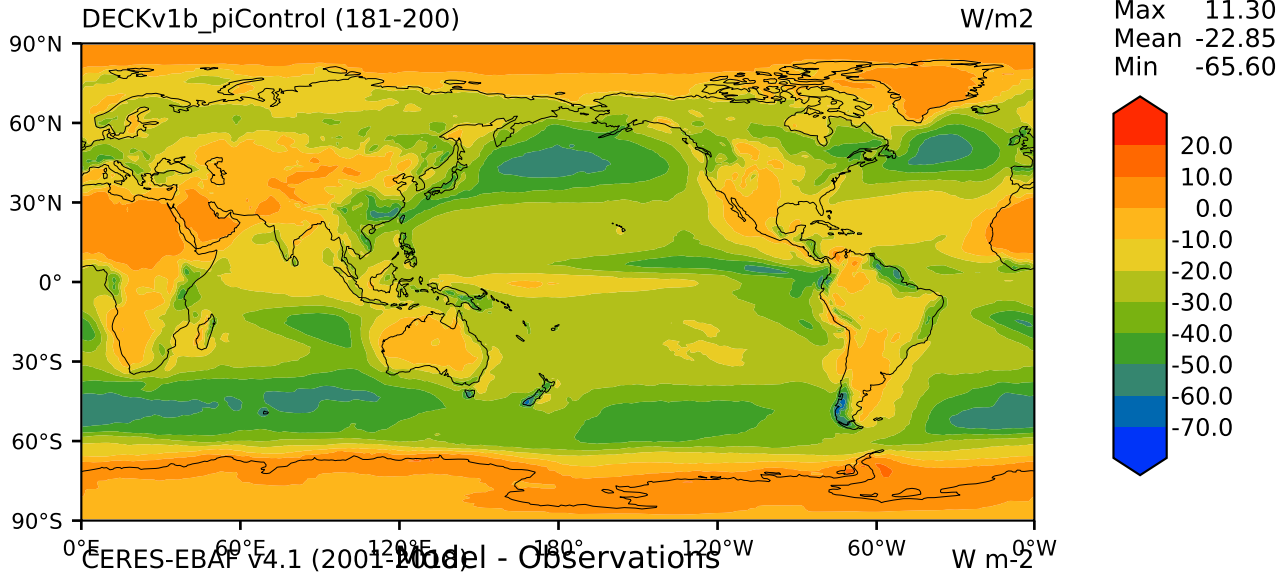 DECKv1b_piControl (181-200) W/m2
Max 11.30
Mean -22.85
Min -65.60
90°N
60°N
30°N
0°
30°S
60°S
90°S
0°E 60°E 120°E 180° 120°W 60°W 0°W
20.0
10.0
0.0
-10.0
-20.0
-30.0
-40.0
-50.0
-60.0
-70.0
CERES-EBAF v4.1 (2001-2018) Model - Observations W m-2